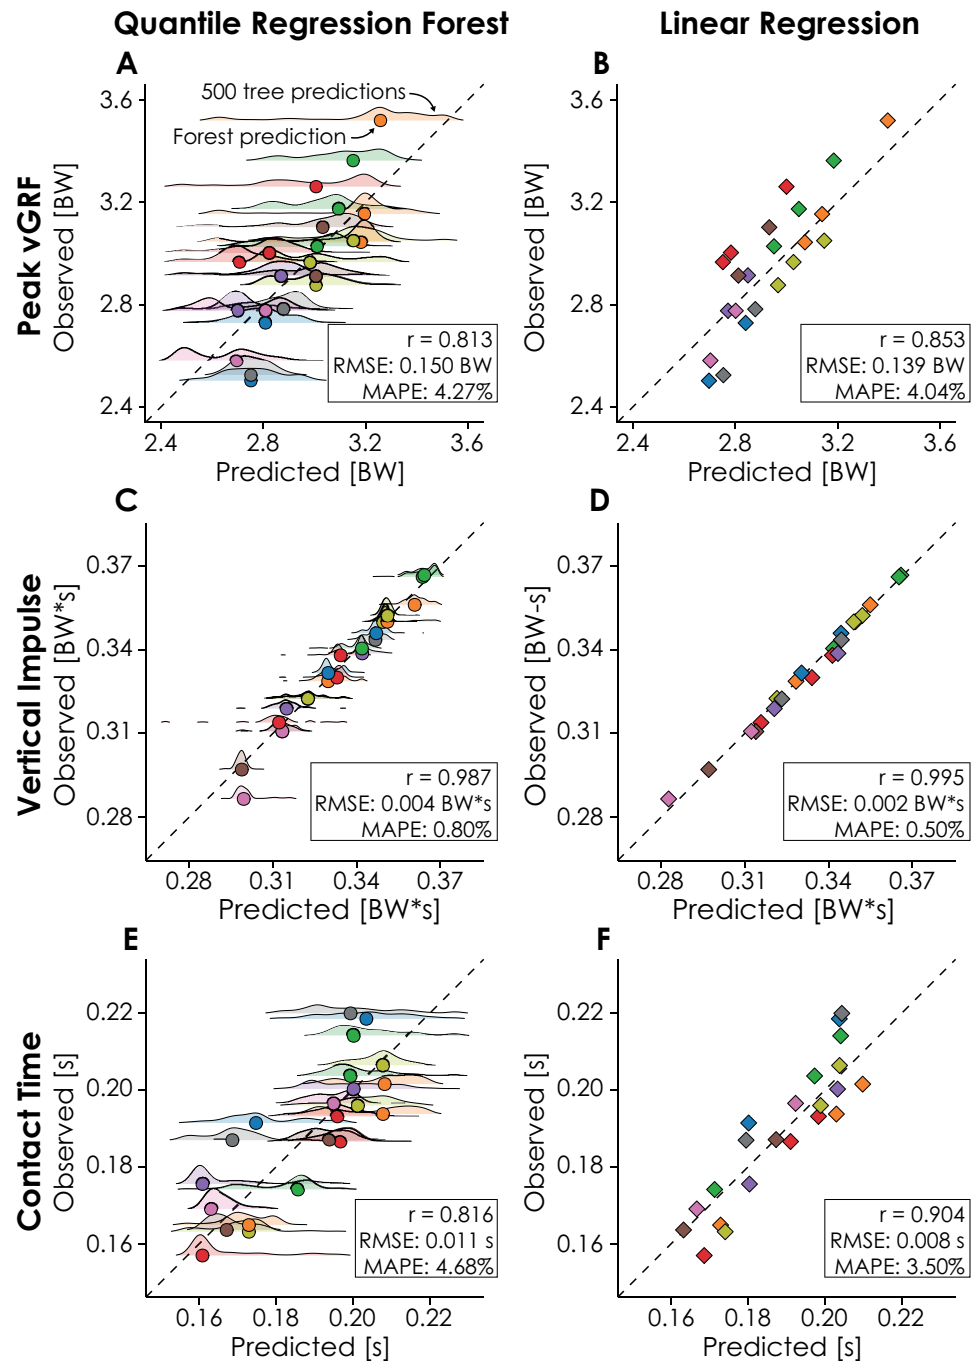 Quantile Regression Forest
Linear Regression
A
500 tree predictions
Forest prediction
Peak vGRF
Observed [BW]
3.6
3.2
2.8
2.4
r = 0.813
RMSE: 0.150 BW
MAPE: 4.27%
2.4 2.8 3.2 3.6
Predicted [BW]
B
Observed [BW]
3.6
3.2
2.8
2.4
r = 0.853
RMSE: 0.139 BW
MAPE: 4.04%
2.4 2.8 3.2 3.6
Predicted [BW]
C
Vertical Impulse
Observed [BW*s]
0.37
0.34
0.31
0.28
r = 0.987
RMSE: 0.004 BW*s
MAPE: 0.80%
0.28 0.31 0.34 0.37
Predicted [BW*s]
D
Observed [BW-s]
0.37
0.34
0.31
0.28
r = 0.995
RMSE: 0.002 BW*s
MAPE: 0.50%
0.28 0.31 0.34 0.37
Predicted [BW*s]
E
Contact Time
Observed [s]
0.22
0.20
0.18
0.16
r = 0.816
RMSE: 0.011 s
MAPE: 4.68%
0.16 0.18 0.20 0.22
Predicted [s]
F
Observed [s]
0.22
0.20
0.18
0.16
r = 0.904
RMSE: 0.008 s
MAPE: 3.50%
0.16 0.18 0.20 0.22
Predicted [s]